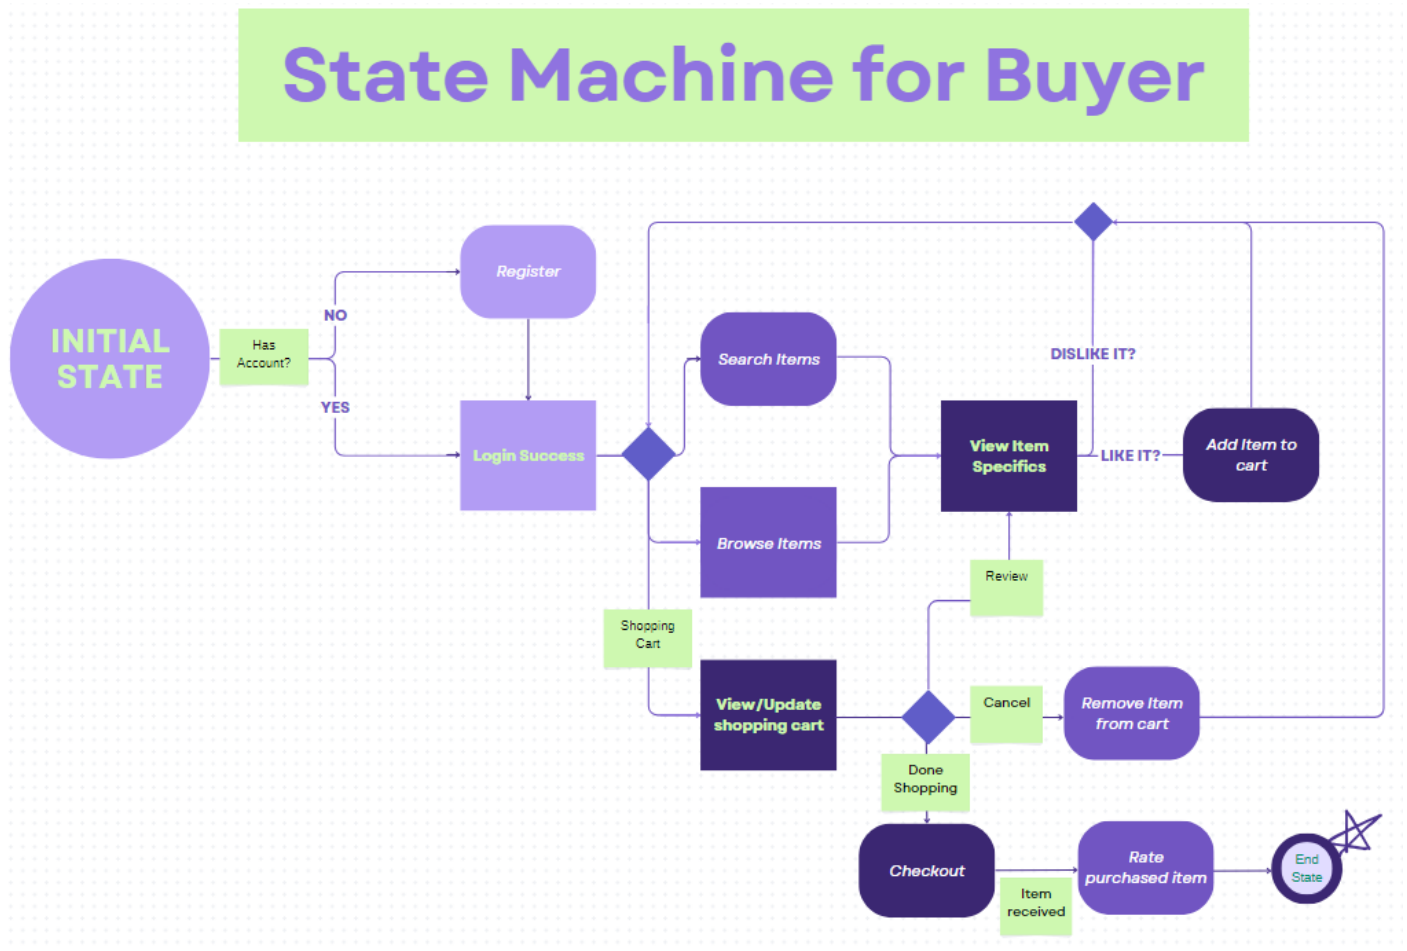 State Machine for Buyer
INITIAL
STATE
Has
Account?
NO
YES
Register
Login Success
Search Items
Browse Items
Shopping
Cart
View/Update
shopping cart
View Item
Specifics
DISLIKE IT?
LIKE IT?
Add Item to
cart
Review
Cancel
Remove Item
from cart
Done
Shopping
Checkout
Item
received
Rate
purchased item
End
State